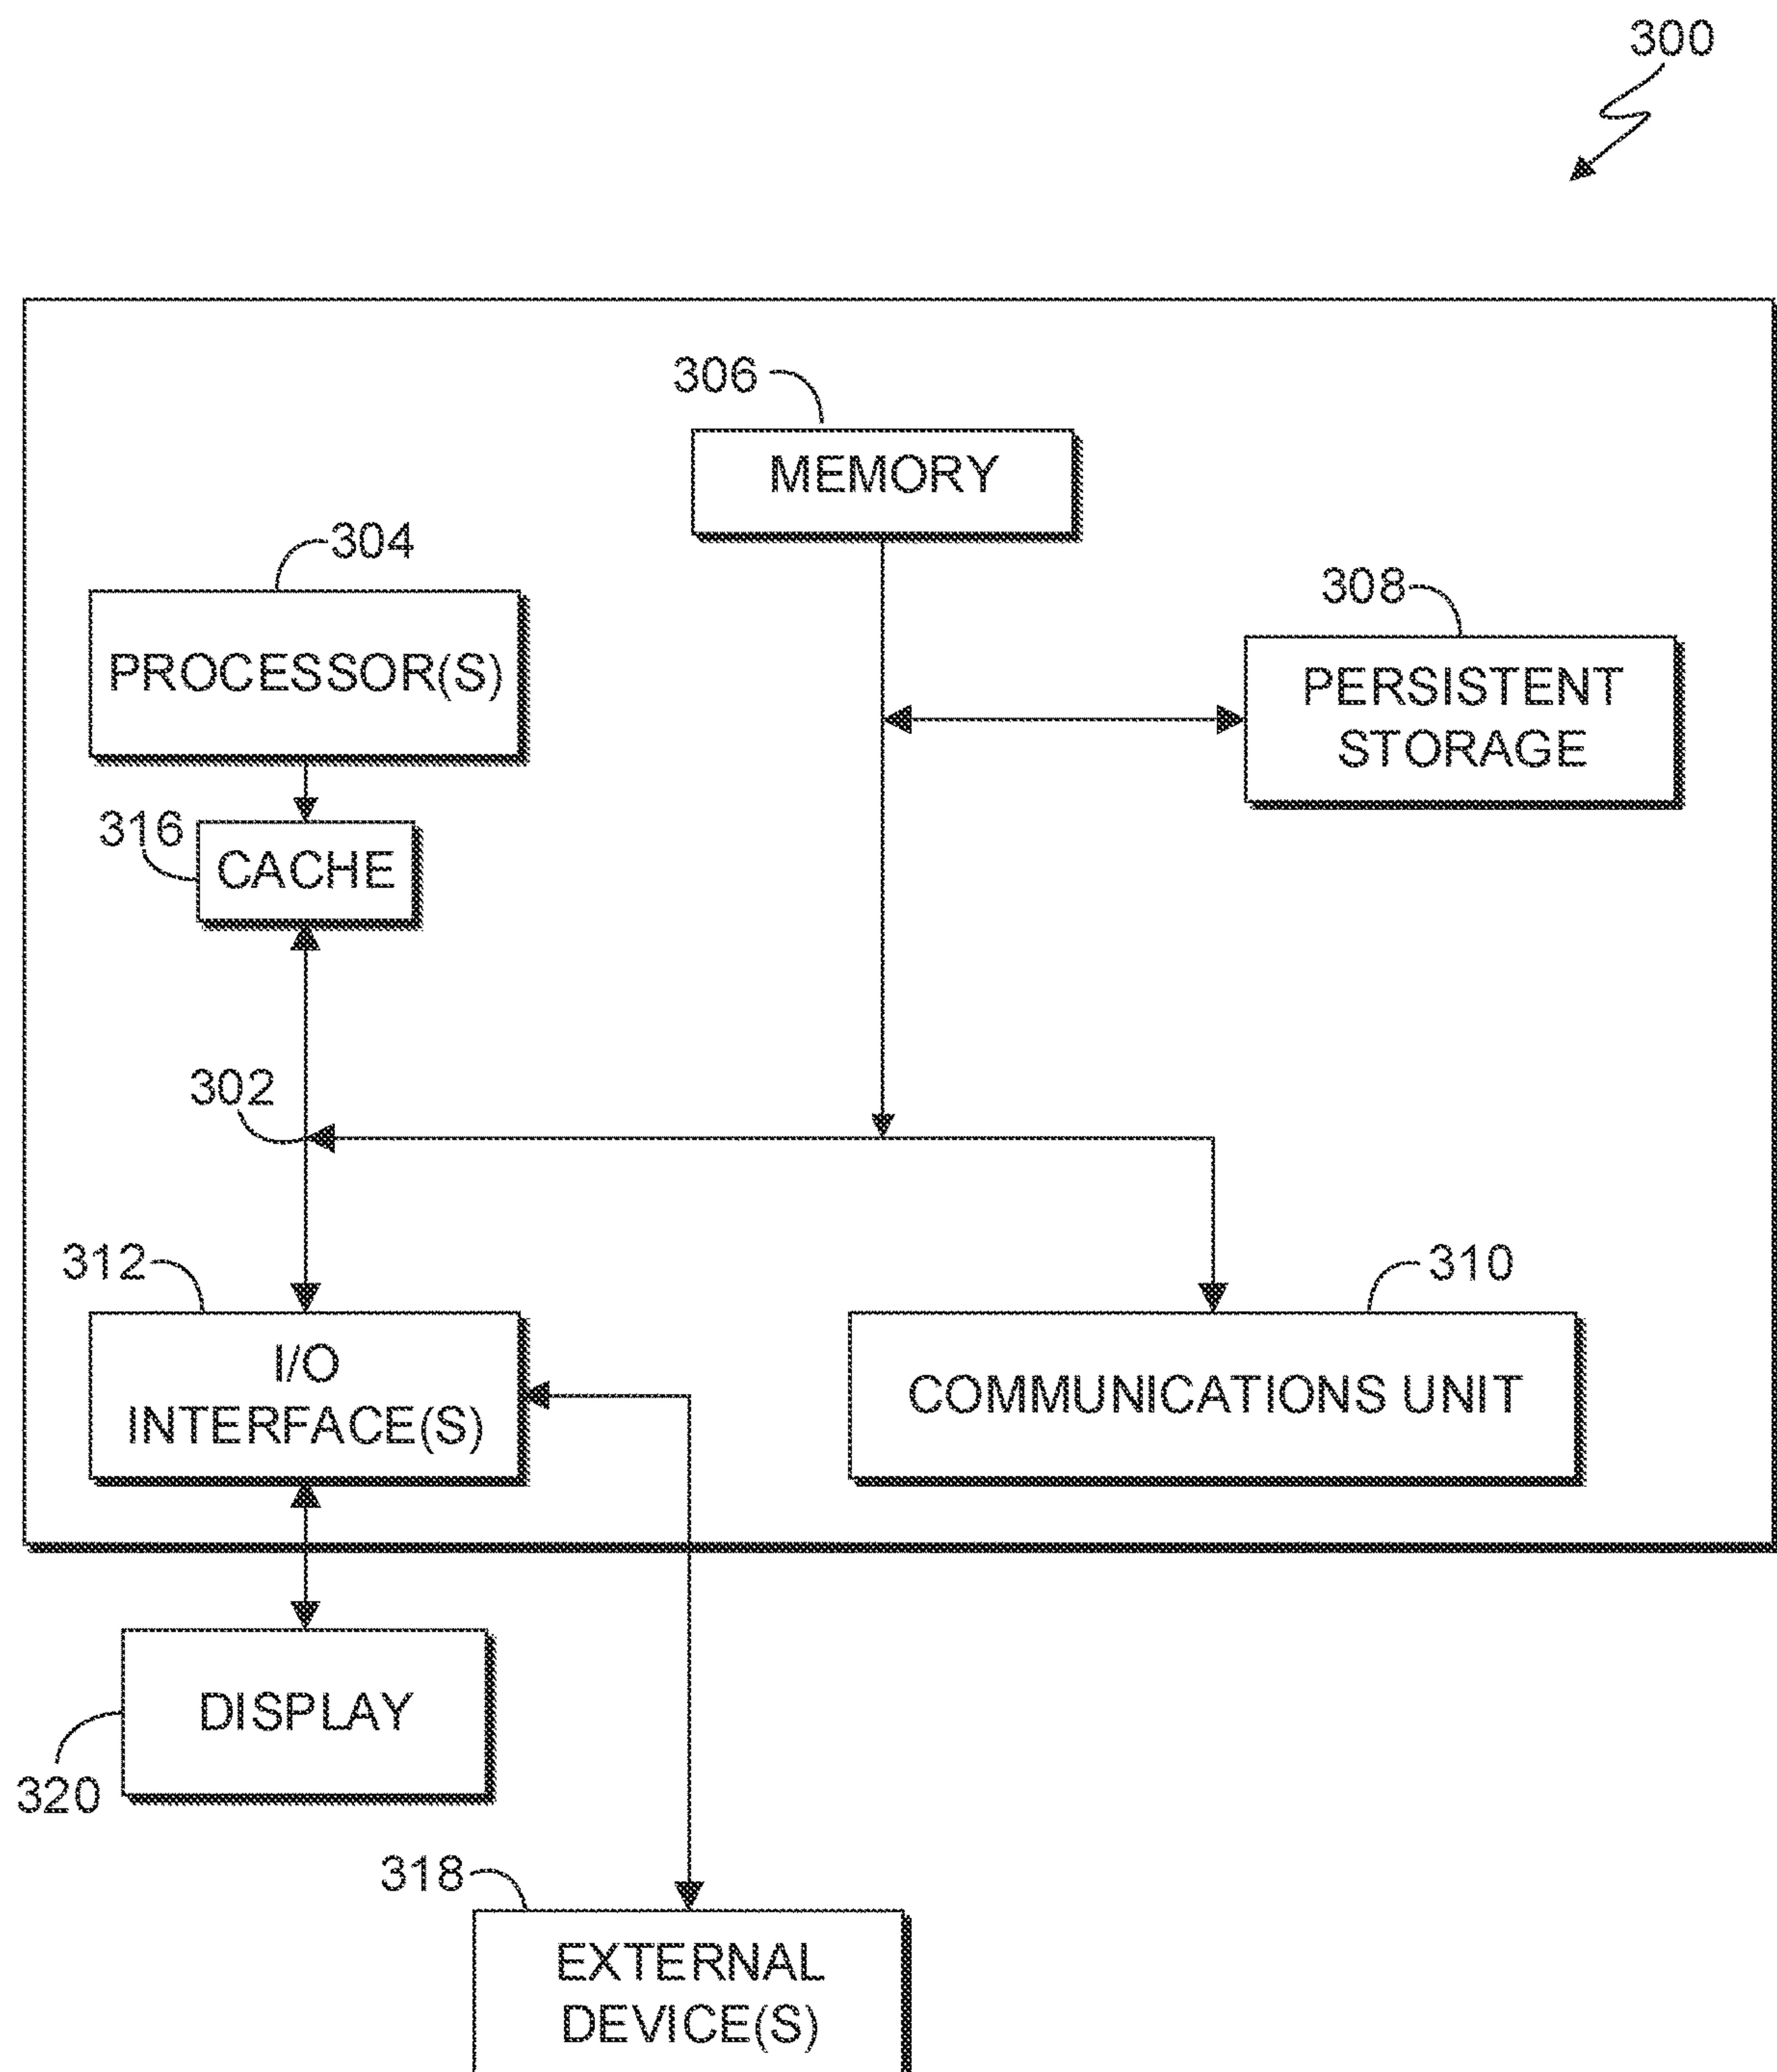 300
306
MEMORY
304
PROCESSOR(S)
308
PERSISTENT
STORAGE
316
CACHE
302
312
I/O
INTERFACE(S)
310
COMMUNICATIONS UNIT
DISPLAY
320
318
EXTERNAL
DEVICE(S)